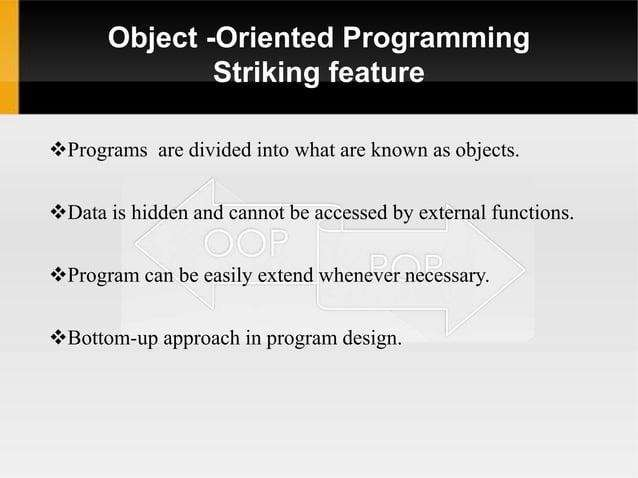 Object -Oriented Programming
Striking feature
❖Programs  are divided into what are known as objects.
❖Data is hidden and cannot be accessed by external functions.
OOP
POP
❖Program can be easily extend whenever necessary.
❖Bottom-up approach in program design.